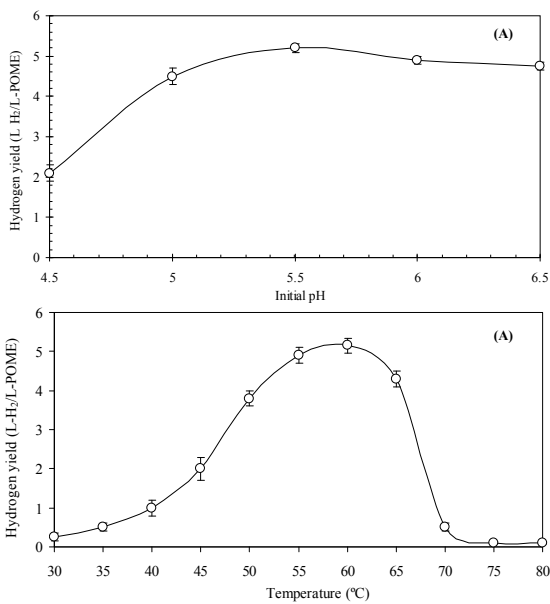 (A)
Hydrogen yield (L H₂/L-POME)
6
5
4
3
2
1
0
4.5 5 5.5 6 6.5
Initial pH
(A)
Hydrogen yield (L-H₂/L-POME)
6
5
4
3
2
1
0
30 35 40 45 50 55 60 65 70 75 80
Temperature (ºC)